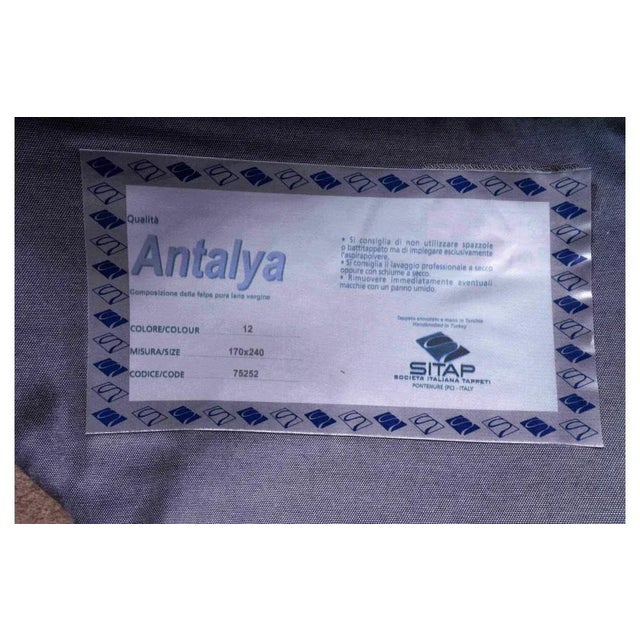 Qualità
Antalya
Composizione della felpa pura lana vergine
COLORE/COLOUR 12
MISURA/SIZE 170x240
CODICE/CODE 75252
• Si consiglia di non utilizzare spazzole
o battitappeto ma di impiegare esclusivamente
l'aspirapolvere.
• Si consiglia il lavaggio professionale a secco
oppure con schiume a secco.
• Rimuovere immediatamente eventuali
macchie con un panno umido.
Tappeto annodato a mano in Turchia
Handknotted in Turkey
SITAP
SOCIETÀ ITALIANA TAPPETI
PONTENURE (PC) - ITALY